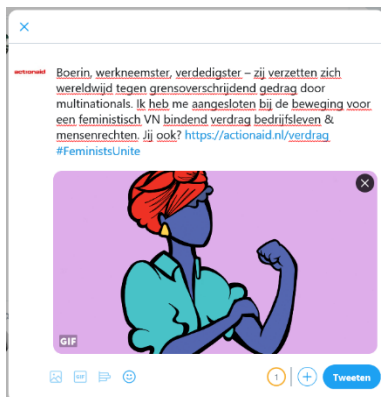 actionaid
Boerin, werkneemster, verdedigster – zij verzetten zich
wereldwijd tegen grensoverschrijdend gedrag door
multinationals. Ik heb me aangesloten bij de beweging voor
een feministisch VN bindend verdrag bedrijfsleven &
mensenrechten. Jij ook? https://actionaid.nl/verdrag
#FeministsUnite
GIF
GIF
1
Tweeten